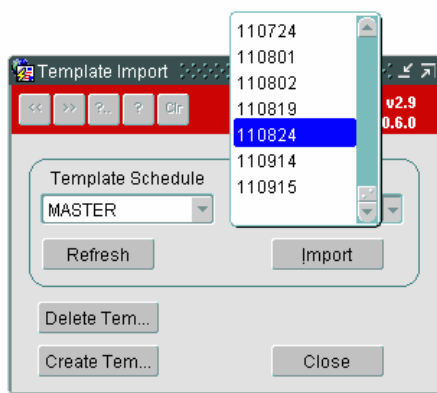 110724
110801
110802
110819
110824
110914
110915
Template Import
<< >> ?.. ? Clr
v2.9
0.6.0
Template Schedule
MASTER
Refresh Import
Delete Tem...
Create Tem... Close